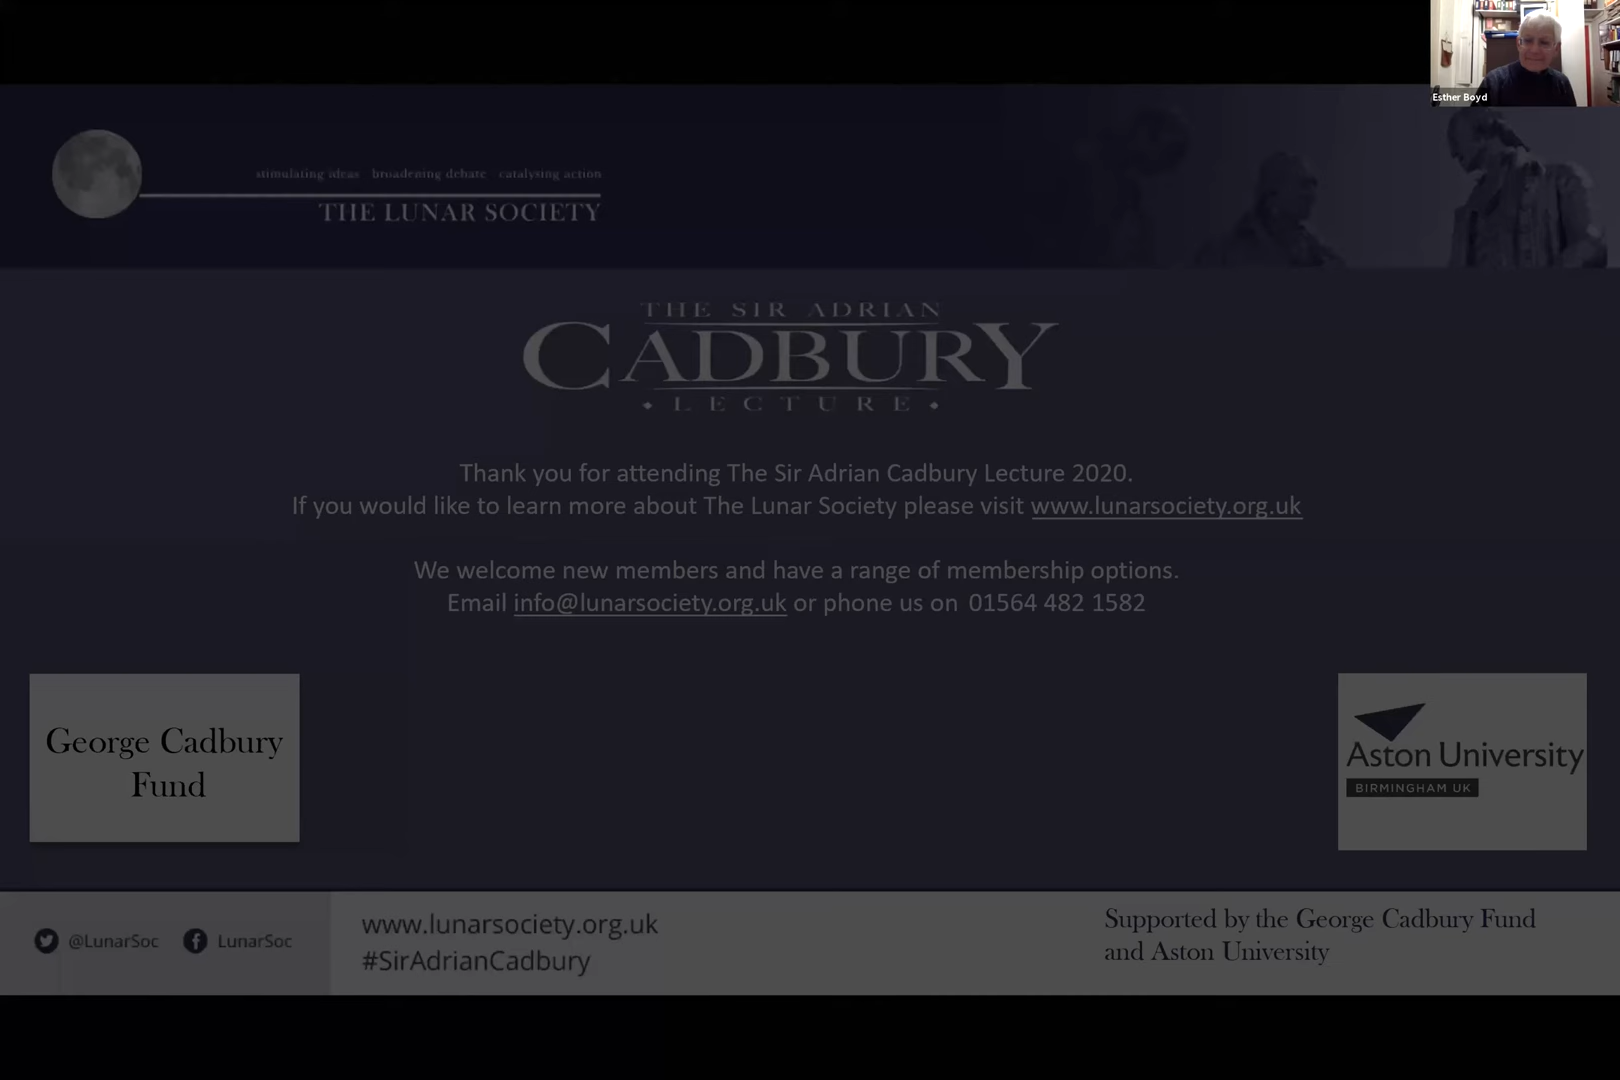 Esther Boyd
stimulating ideas broadening debate catalysing action
THE LUNAR SOCIETY
THE SIR ADRIAN
CADBURY
LECTURE
Thank you for attending The Sir Adrian Cadbury Lecture 2020.
If you would like to learn more about The Lunar Society please visit www.lunarsociety.org.uk
We welcome new members and have a range of membership options.
Email info@lunarsociety.org.uk or phone us on 01564 482 1582
George Cadbury
Fund
Aston University
BIRMINGHAM UK
@LunarSoc LunarSoc
www.lunarsociety.org.uk
#SirAdrianCadbury
Supported by the George Cadbury Fund
and Aston University